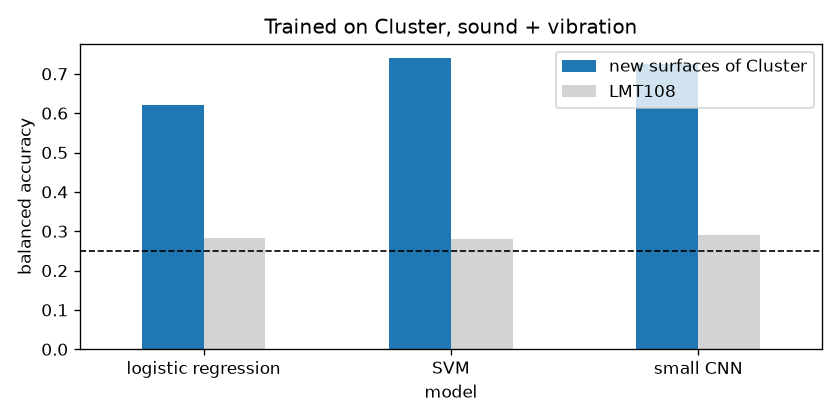 Trained on Cluster, sound + vibration
new surfaces of Cluster
LMT108
balanced accuracy
0.7
0.6
0.5
0.4
0.3
0.2
0.1
0.0
logistic regression
SVM
small CNN
model